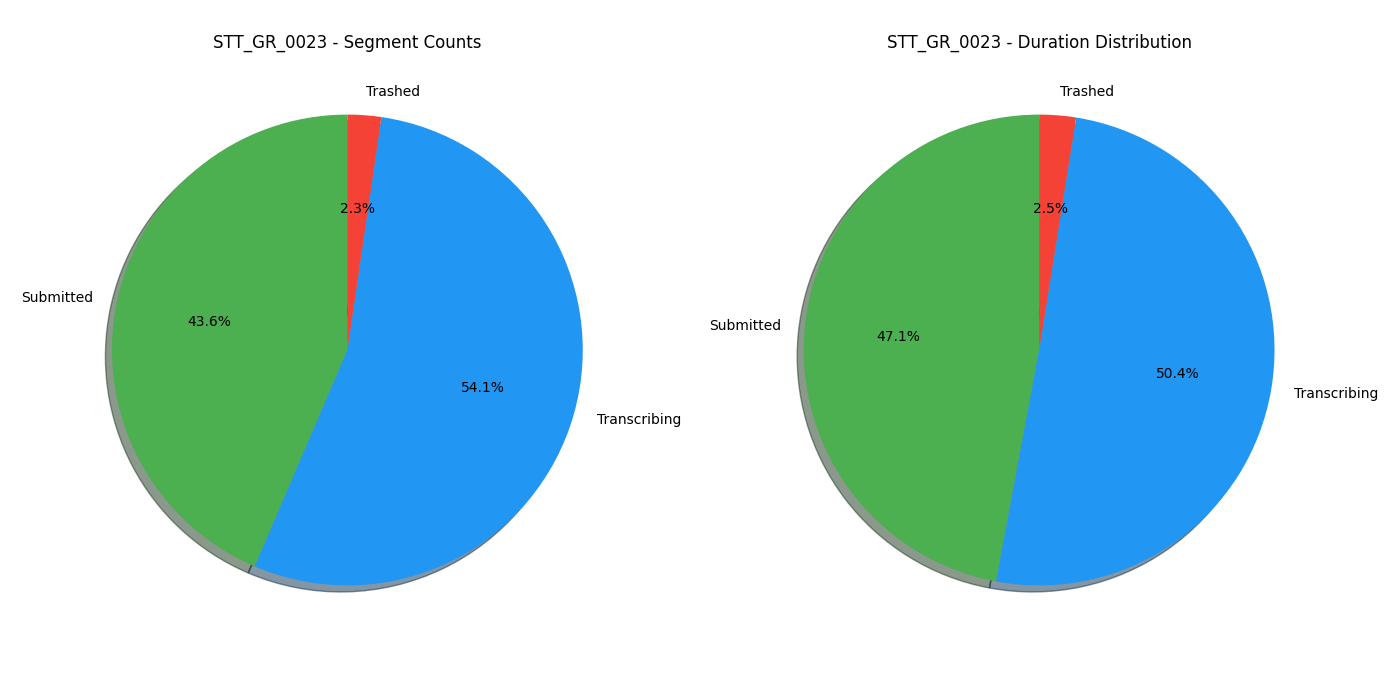 STT_GR_0023 - Segment Counts
Trashed
2.3%
Submitted
43.6%
54.1%
Transcribing
STT_GR_0023 - Duration Distribution
Trashed
2.5%
Submitted
47.1%
50.4%
Transcribing